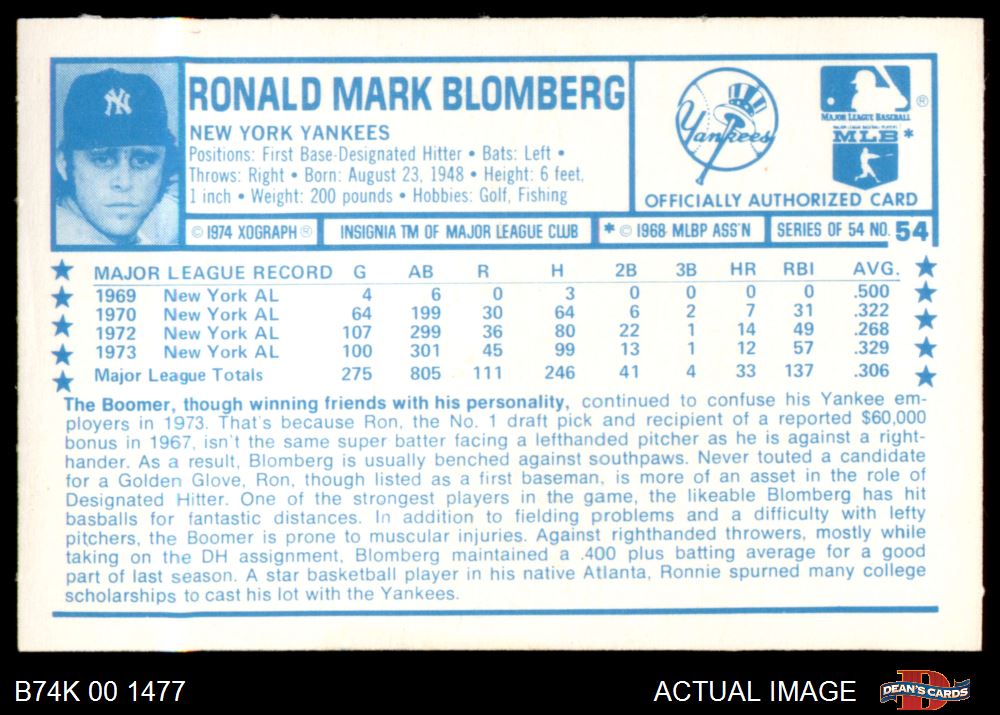 RONALD MARK BLOMBERG
NEW YORK YANKEES
Positions: First Base-Designated Hitter • Bats: Left •
Throws: Right • Born: August 23, 1948 • Height: 6 feet,
1 inch • Weight: 200 pounds • Hobbies: Golf, Fishing
NY
Yankees
®
MAJOR LEAGUE BASEBALL
MLB *
OFFICIALLY AUTHORIZED CARD
© 1974 XOGRAPH ® INSIGNIA TM OF MAJOR LEAGUE CLUB * © 1968 MLBP ASS'N SERIES OF 54 NO. 54
MAJOR LEAGUE RECORD G AB R H 2B 3B HR RBI AVG.
1969 New York AL 4 6 0 3 0 0 0 0 .500
1970 New York AL 64 199 30 64 6 2 7 31 .322
1972 New York AL 107 299 36 80 22 1 14 49 .268
1973 New York AL 100 301 45 99 13 1 12 57 .329
Major League Totals 275 805 111 246 41 4 33 137 .306
The Boomer, though winning friends with his personality, continued to confuse his Yankee em-
ployers in 1973. That's because Ron, the No. 1 draft pick and recipient of a reported $60,000
bonus in 1967, isn't the same super batter facing a lefthanded pitcher as he is against a right-
hander. As a result, Blomberg is usually benched against southpaws. Never touted a candidate
for a Golden Glove, Ron, though listed as a first baseman, is more of an asset in the role of
Designated Hitter. One of the strongest players in the game, the likeable Blomberg has hit
basballs for fantastic distances. In addition to fielding problems and a difficulty with lefty
pitchers, the Boomer is prone to muscular injuries. Against righthanded throwers, mostly while
taking on the DH assignment, Blomberg maintained a .400 plus batting average for a good
part of last season. A star basketball player in his native Atlanta, Ronnie spurned many college
scholarships to cast his lot with the Yankees.
B74K 00 1477
ACTUAL IMAGE
DEAN'S CARDS